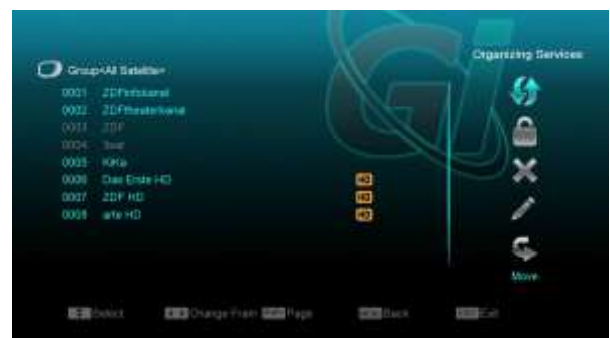 Organizing Services
Group<All Satellite>
0001 ZDFinfokanal
0002 ZDFtheaterkanal
0003 ZDF
0004 3sat
0005 KiKa
0006 Das Erste HD HD
0007 ZDF HD HD
0008 arte HD HD
Move
Select Change Fram Page Back Exit